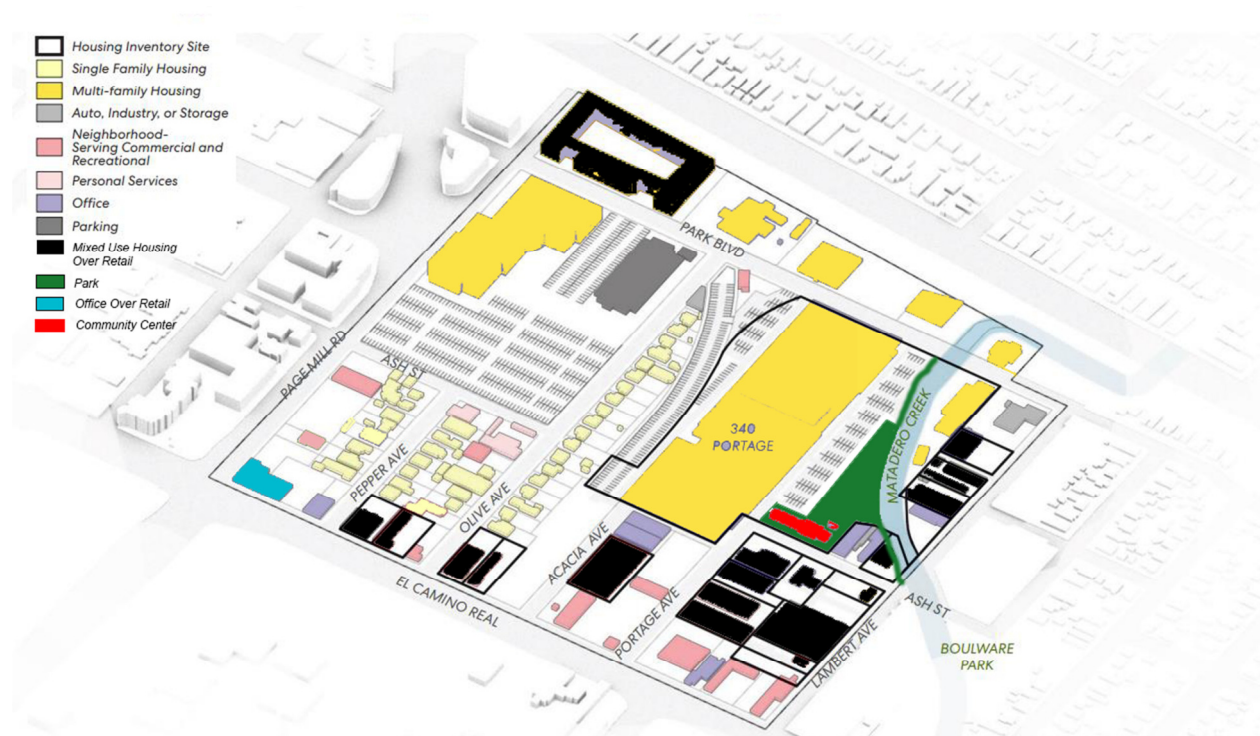 Housing Inventory Site
Single Family Housing
Multi-family Housing
Auto, Industry, or Storage
Neighborhood-
Serving Commercial and
Recreational
Personal Services
Office
Parking
Mixed Use Housing
Over Retail
Park
Office Over Retail
Community Center
PARK BLVD
PAGE MILL RD
ASH ST
340
PORTAGE
MATADERO CREEK
PEPPER AVE
OLIVE AVE
ACACIA AVE
EL CAMINO REAL
PORTAGE AVE
LAMBERT AVE
ASH ST
BOULWARE
PARK